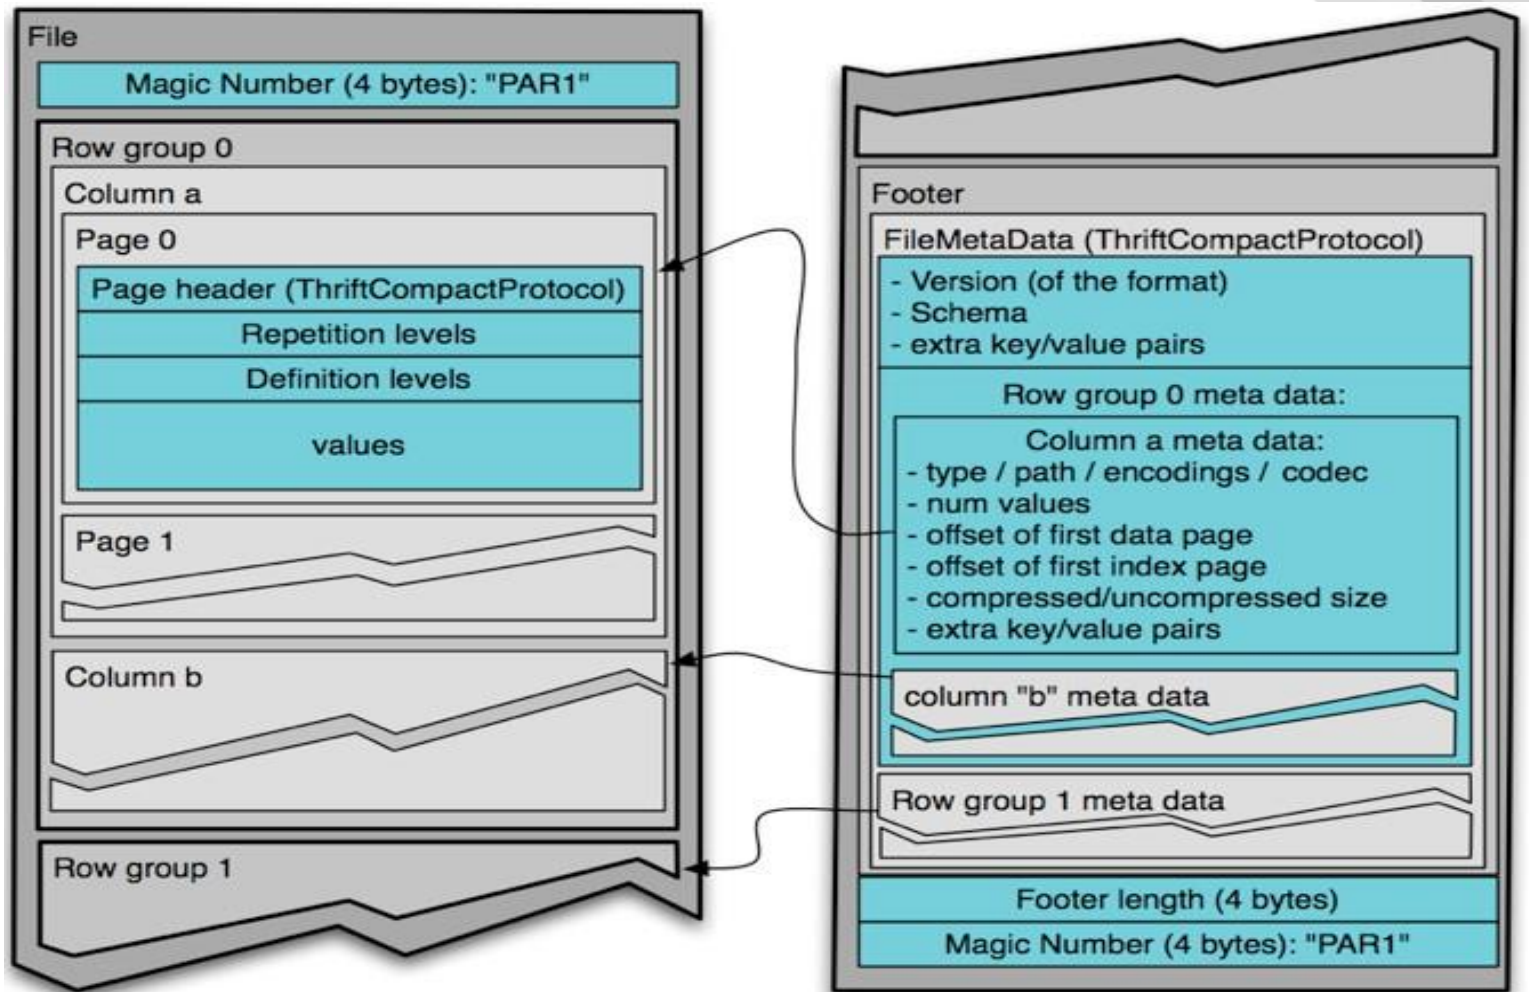 File
Magic Number (4 bytes): "PAR1"
Row group 0
Column a
Page 0
Page header (ThriftCompactProtocol)
Repetition levels
Definition levels
values
Page 1
Column b
Row group 1
Footer
FileMetaData (ThriftCompactProtocol)
- Version (of the format)
- Schema
- extra key/value pairs
Row group 0 meta data:
Column a meta data:
- type / path / encodings / codec
- num values
- offset of first data page
- offset of first index page
- compressed/uncompressed size
- extra key/value pairs
column "b" meta data
Row group 1 meta data
Footer length (4 bytes)
Magic Number (4 bytes): "PAR1"